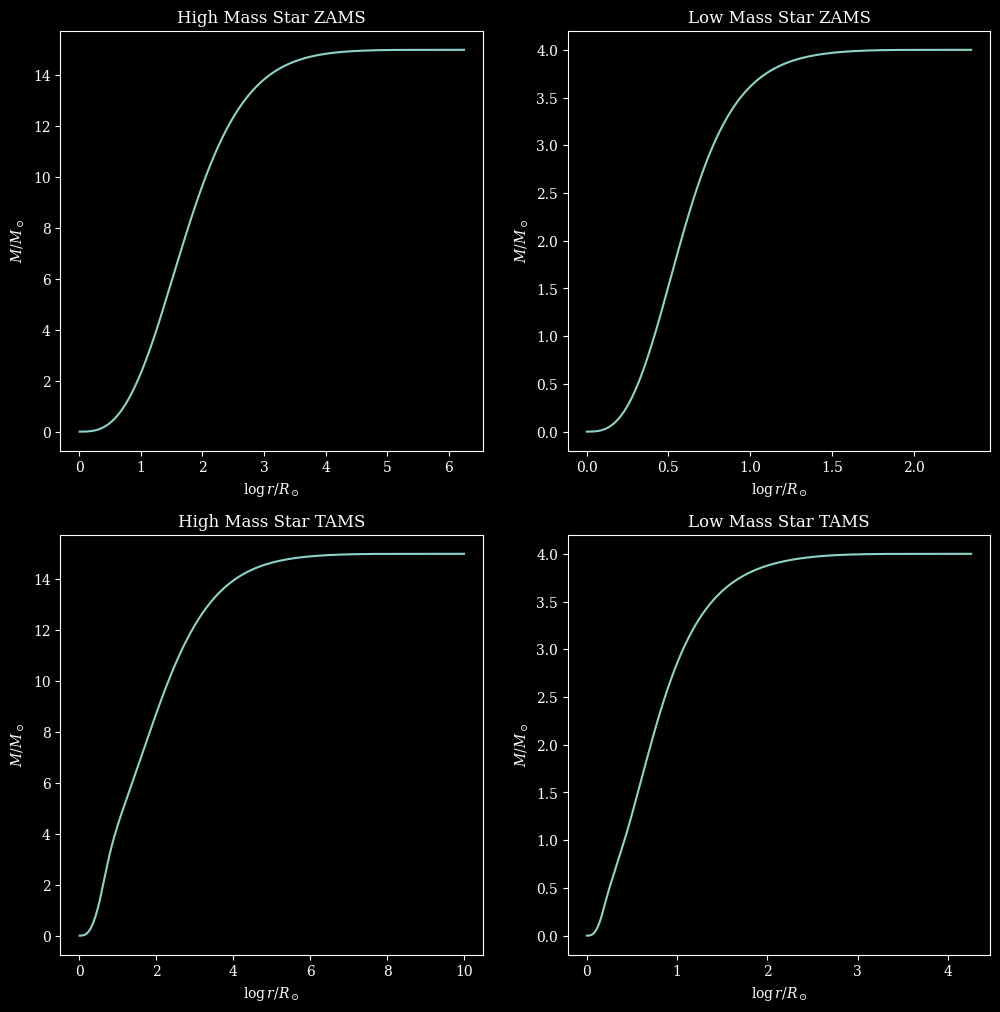 High Mass Star ZAMS
M/M⊙
14
12
10
8
6
4
2
0
0 1 2 3 4 5 6
log r/R⊙
Low Mass Star ZAMS
M/M⊙
4.0
3.5
3.0
2.5
2.0
1.5
1.0
0.5
0.0
0.0 0.5 1.0 1.5 2.0
log r/R⊙
High Mass Star TAMS
M/M⊙
14
12
10
8
6
4
2
0
0 2 4 6 8 10
log r/R⊙
Low Mass Star TAMS
M/M⊙
4.0
3.5
3.0
2.5
2.0
1.5
1.0
0.5
0.0
0 1 2 3 4
log r/R⊙